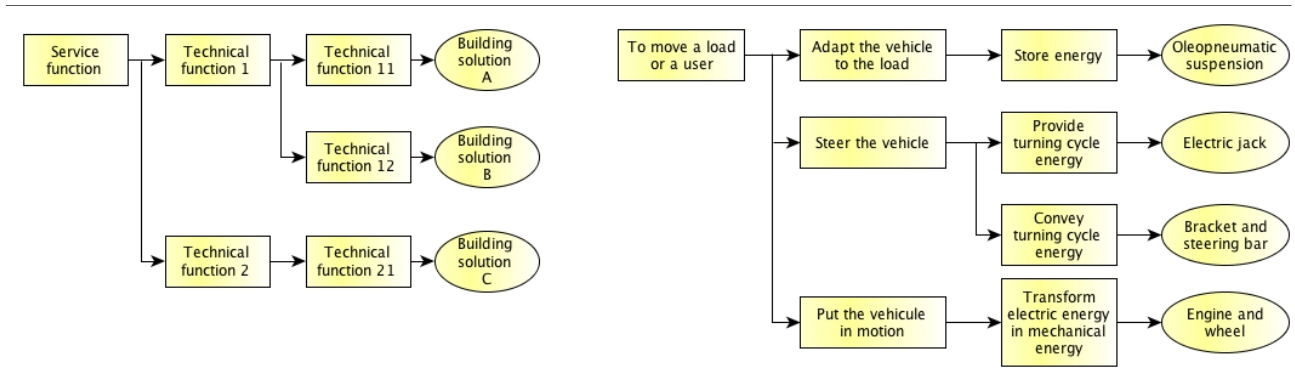 Service
function
Technical
function 1
Technical
function 11
Building
solution
A
Technical
function 12
Building
solution
B
Technical
function 2
Technical
function 21
Building
solution
C
To move a load
or a user
Adapt the vehicle
to the load
Store energy
Oleopneumatic
suspension
Steer the vehicle
Provide
turning cycle
energy
Electric jack
Convey
turning cycle
energy
Bracket and
steering bar
Put the vehicule
in motion
Transform
electric energy
in mechanical
energy
Engine and
wheel